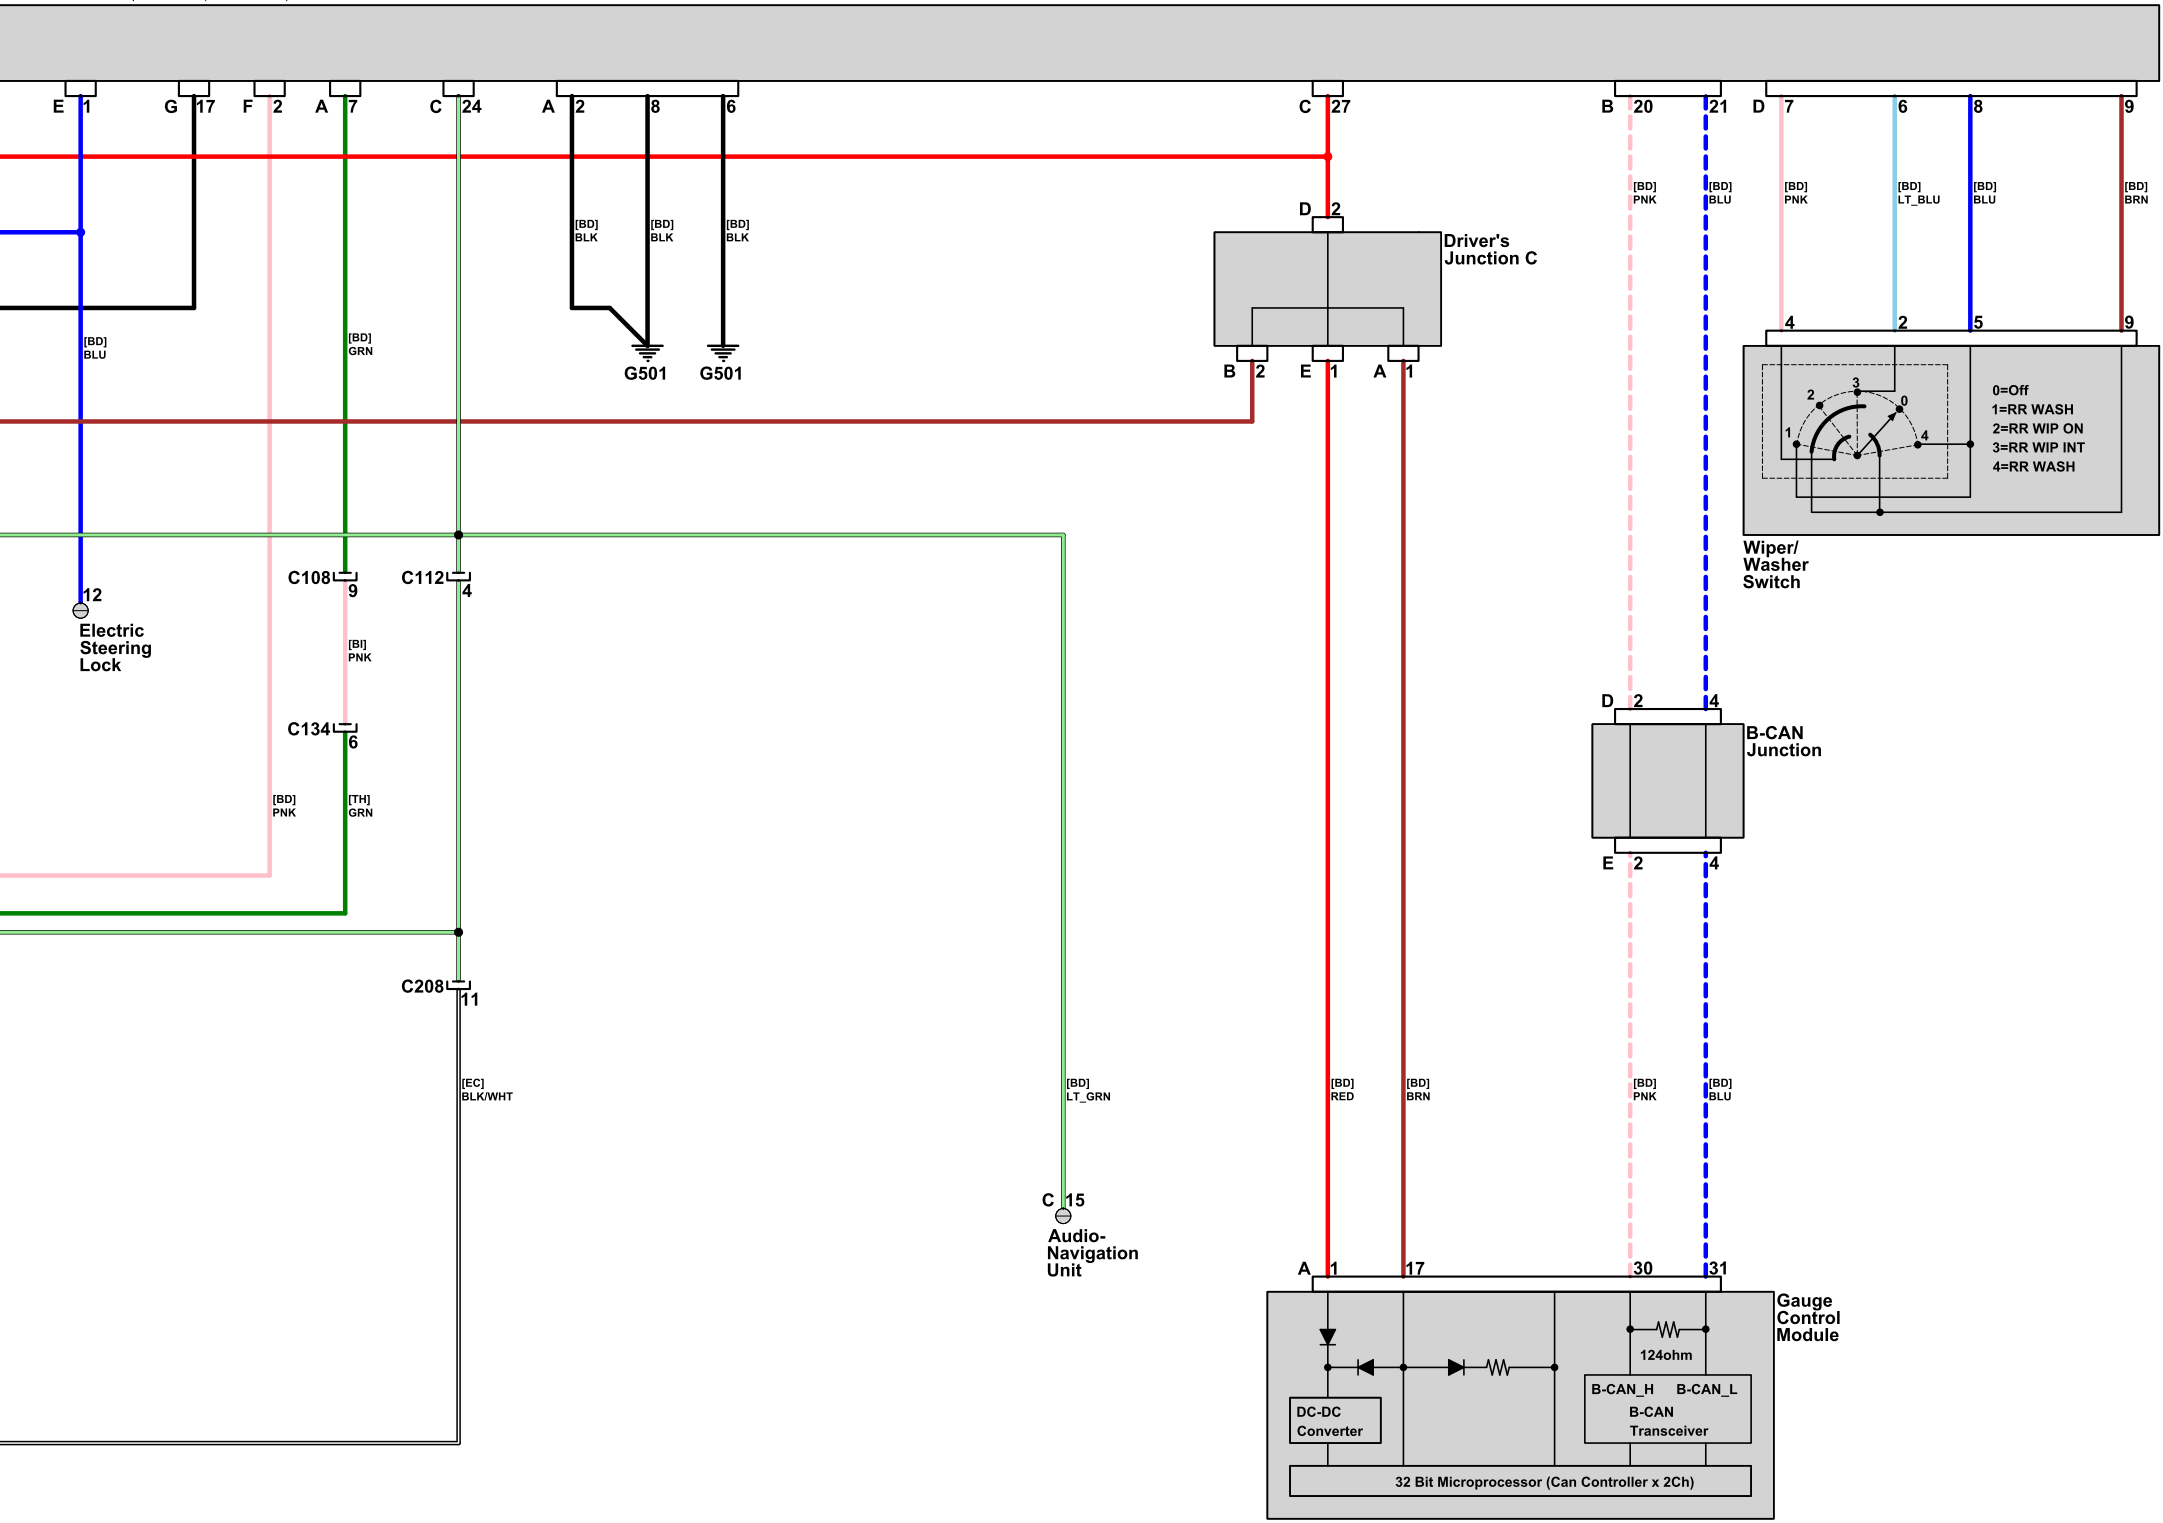 E 1 G 17 F 2 A 7 C 24 A 2 8 6 C 27 B 20 21 D 7 6 8 9
[BD] [BD] [BD] [BD] [BD] [BD]
PNK BLU PNK LT_BLU BLU BRN
D 2
[BD] [BD] [BD]
BLK BLK BLK
Driver's
Junction C
4 2 5 9
[BD]
BLU
[BD]
GRN
G501 G501
B 2 E 1 A 1
3
2
0
1
4
0=Off
1=RR WASH
2=RR WIP ON
3=RR WIP INT
4=RR WASH
Wiper/
Washer
Switch
C108 9
C112 4
12
Electric
Steering
Lock
[BI]
PNK
D 2 4
C134 6
B-CAN
Junction
[BD] [TH]
PNK GRN
E 2 4
C208 11
[EC] [BD] [BD] [BD] [BD] [BD]
BLK/WHT LT_GRN RED BRN PNK BLU
C 15
Audio-
Navigation
Unit
A 1 17 30 31
Gauge
Control
Module
124ohm
B-CAN_H B-CAN_L
B-CAN
Transceiver
DC-DC
Converter
32 Bit Microprocessor (Can Controller x 2Ch)